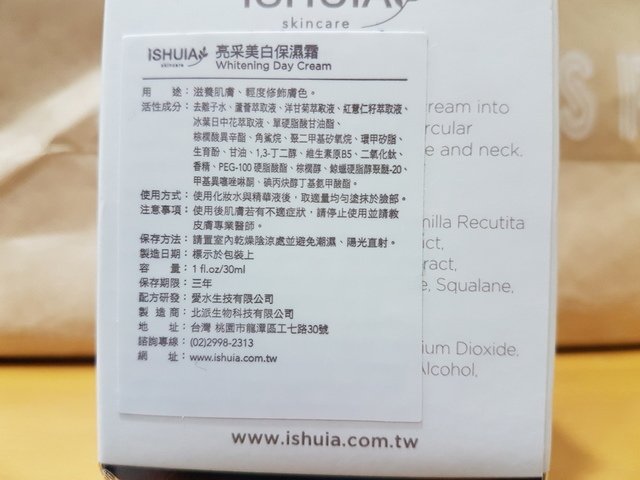 ISHUIA
skincare
ISHUIA
skincare
亮采美白保濕霜
Whitening Day Cream
用 途：滋養肌膚、輕度修飾膚色。
活性成分：去離子水、蘆薈萃取液、洋甘菊萃取液、紅薏仁籽萃取液、
冰葉日中花萃取液、單硬脂酸甘油酯、
棕櫚酸異辛酯、角鯊烷、聚二甲基矽氧烷、環甲矽脂、
生育酚、甘油、1,3-丁二醇、維生素原B5、二氧化鈦、
香精、PEG-100 硬脂酸酯、棕櫚醇、鯨蠟硬脂醇聚醚-20、
甲基異噻唑啉酮、碘丙炔醇丁基氨甲酸酯。
使用方式：使用化妝水與精華液後，取適量均勻塗抹於臉部。
注意事項：使用後肌膚若有不適症狀，請停止使用並請教
皮膚專業醫師。
保存方法：請置室內乾燥陰涼處並避免潮濕、陽光直射。
製造日期：標示於包裝上
容 量：1 fl.oz/30ml
保存期限：三年
配方研發：愛水生技有限公司
製 造 商：北派生物科技有限公司
地 址：台灣 桃園市龍潭區工七路30號
諮詢專線：(02)2998-2313
網 址：www.ishuia.com.tw
ream into
rcular
e and neck.
nilla Recutita
ict,
ract,
e, Squalane,
ium Dioxide.
Alcohol,
www.ishuia.com.tw